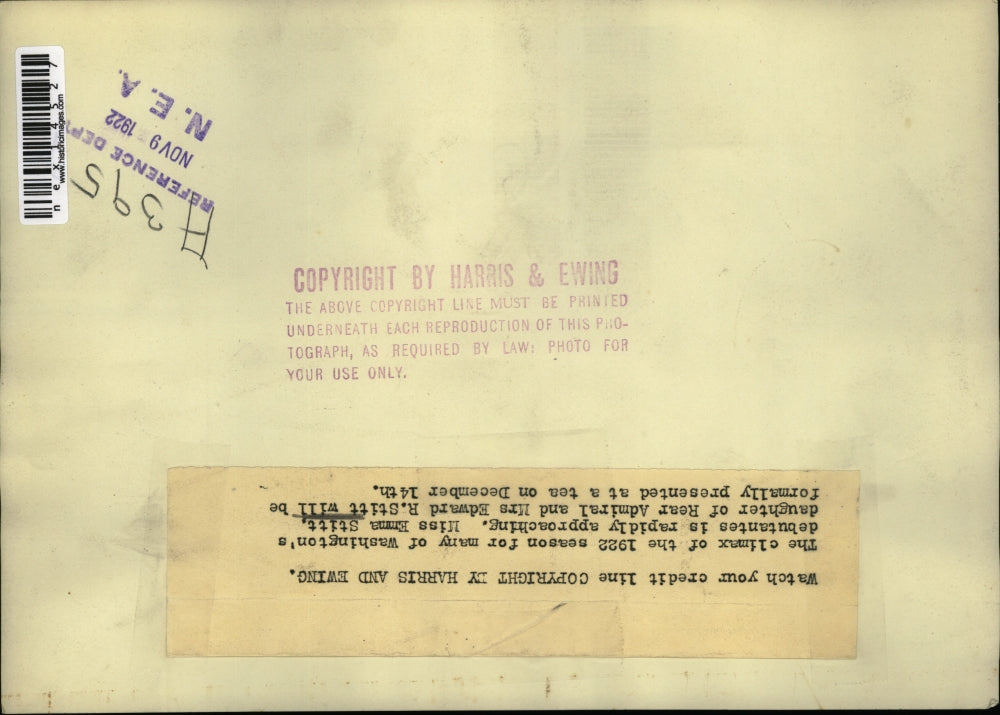 nex14527
www.historicimages.com
REFERENCE DEPT
NOV 9 1922
N. E. A.
395
COPYRIGHT BY HARRIS & EWING
THE ABOVE COPYRIGHT LINE MUST BE PRINTED
UNDERNEATH EACH REPRODUCTION OF THIS PHO-
TOGRAPH, AS REQUIRED BY LAW: PHOTO FOR
YOUR USE ONLY.
Watch your credit line COPYRIGHT BY HARRIS AND EWING.
The climax of the 1922 season for many of Washington's
debutantes is rapidly approaching. Miss Emma Stitt,
daughter of Rear Admiral and Mrs Edward R.Stitt will be
formally presented at a tea on December 14th.